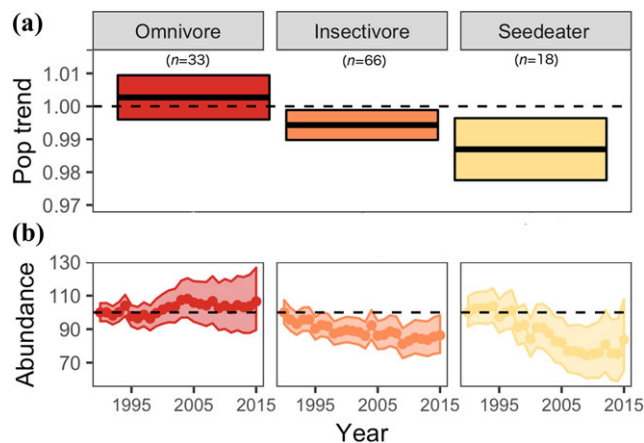 (a)
Omnivore Insectivore Seedeater
(n=33) (n=66) (n=18)
Pop trend
1.01
1.00
0.99
0.98
0.97
(b)
Abundance
130
110
90
70
1995 2005 2015 1995 2005 2015 1995 2005 2015
Year